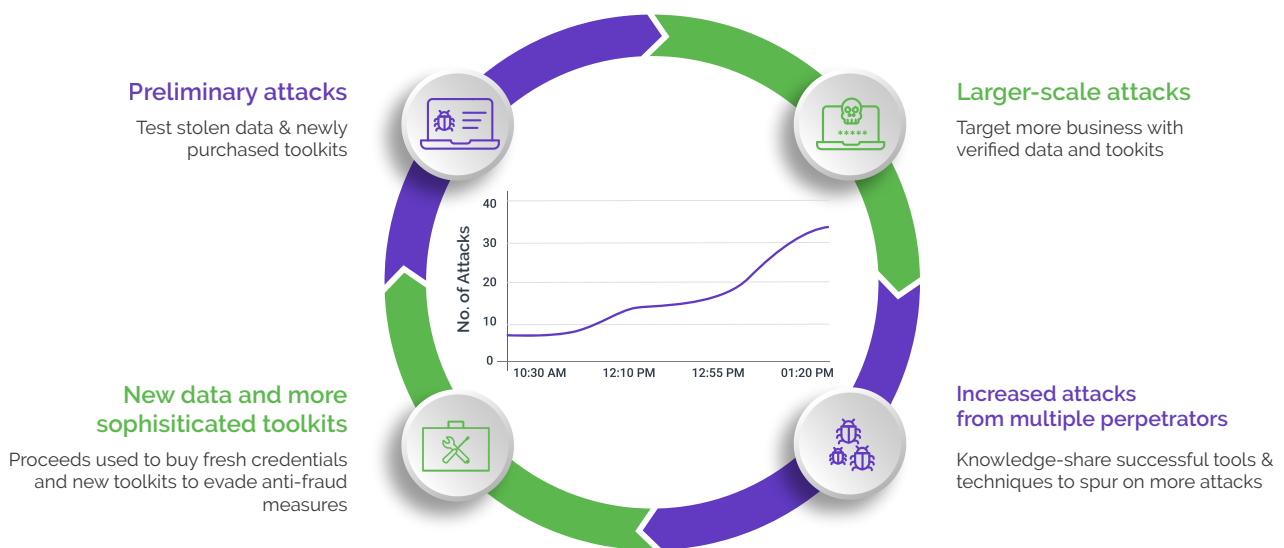 Preliminary attacks
Test stolen data & newly
purchased toolkits
Larger-scale attacks
Target more business with
verified data and tookits
40
30
20
10
0
No. of Attacks
10:30 AM
12:10 PM
12:55 PM
01:20 PM
*****
New data and more
sophisiticated toolkits
Proceeds used to buy fresh credentials
and new toolkits to evade anti-fraud
measures
Increased attacks
from multiple perpetrators
Knowledge-share successful tools &
techniques to spur on more attacks